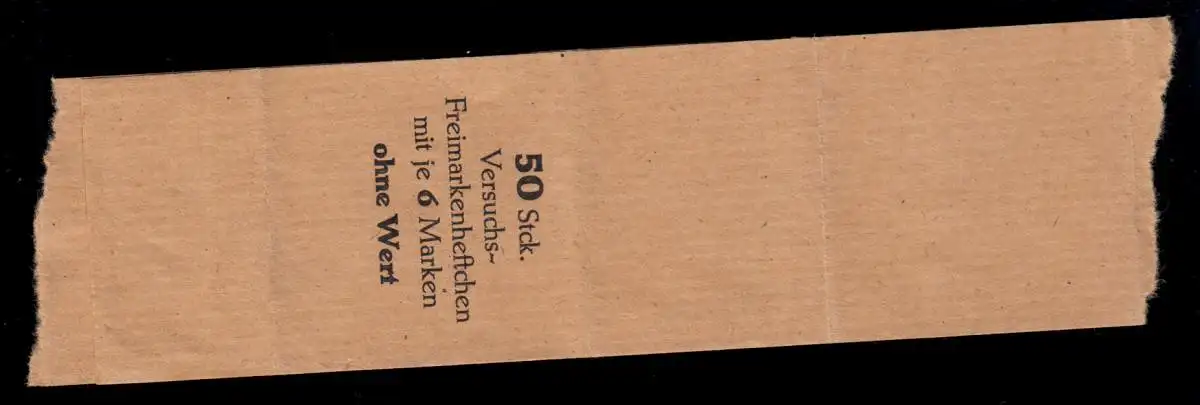 50 Stck.
Versuchs-
Freimarkenheftchen
mit je 6 Marken
ohne Wert